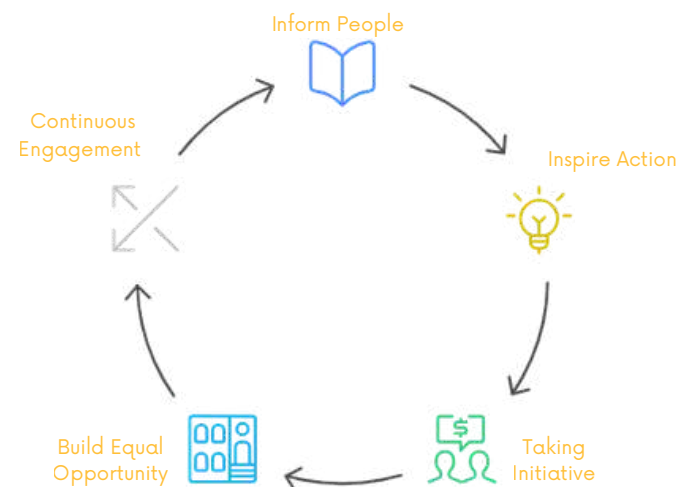 Inform People
Inspire Action
$
Taking
Initiative
Build Equal
Opportunity
Continuous
Engagement